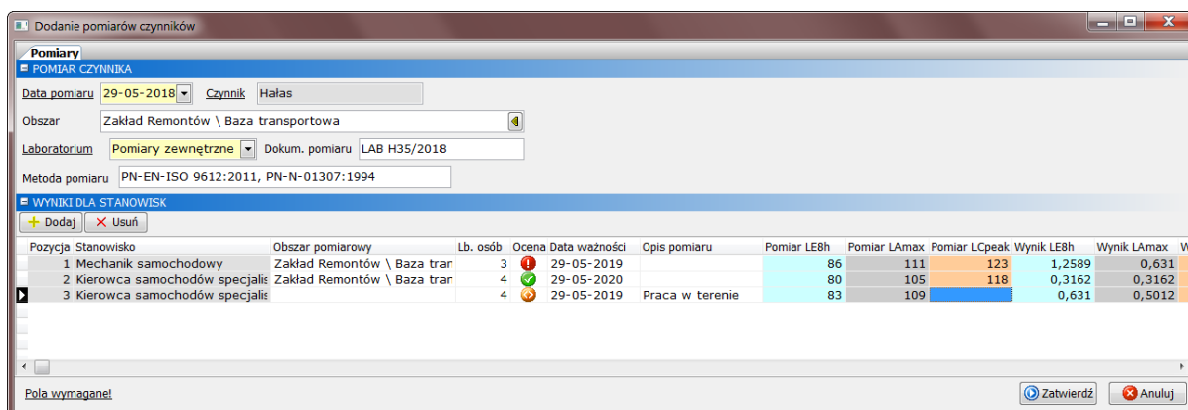 Dodanie pomiarów czynników
Pomiary
POMIAR CZYNNIKA
Data pomiaru 29-05-2018 Czynnik Hałas
Obszar Zakład Remontów \ Baza transportowa
Laboratorium Pomiary zewnętrzne Dokum. pomiaru LAB H35/2018
Metoda pomiaru PN-EN-ISO 9612:2011, PN-N-01307:1994
WYNIKI DLA STANOWISK
Dodaj Usuń
Pozycja Stanowisko Obszar pomiarowy Lb. osób Ocena Data ważności Opis pomiaru Pomiar LE8h Pomiar LAmax Pomiar LCpeak Wynik LE8h Wynik LAmax W
1 Mechanik samochodowy Zakład Remontów \ Baza tran 3 29-05-2019 86 111 123 1,2589 0,631
2 Kierowca samochodów specjalis Zakład Remontów \ Baza tran 4 29-05-2020 80 105 118 0,3162 0,3162
3 Kierowca samochodów specjalis 4 29-05-2019 Praca w terenie 83 109 0,631 0,5012
Pola wymagane! Zatwierdź Anuluj